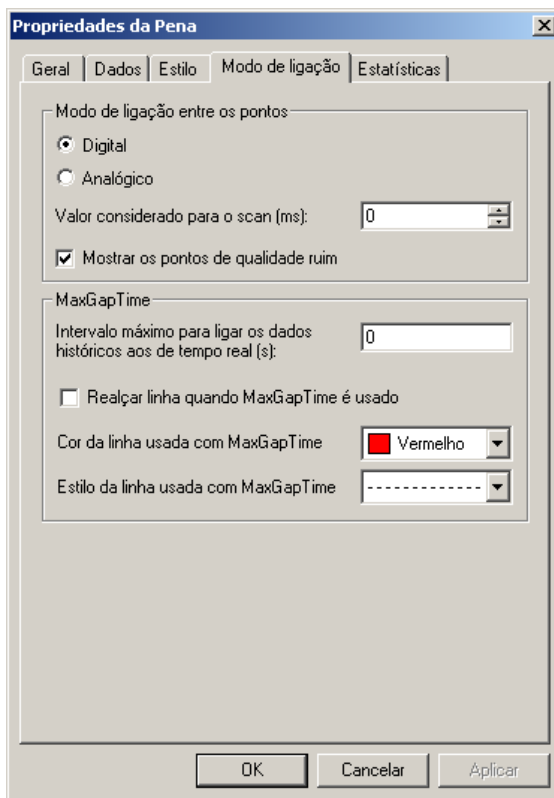 Propriedades da Pena
Geral Dados Estilo Modo de ligação Estatísticas
Modo de ligação entre os pontos
Digital
Analógico
Valor considerado para o scan (ms): 0
Mostrar os pontos de qualidade ruim
MaxGapTime
Intervalo máximo para ligar os dados
históricos aos de tempo real (s): 0
Realçar linha quando MaxGapTime é usado
Cor da linha usada com MaxGapTime Vermelho
Estilo da linha usada com MaxGapTime
OK Cancelar Aplicar